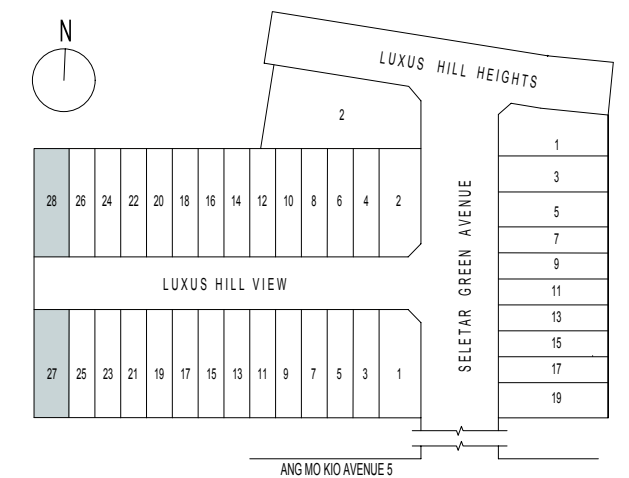 N
LUXUS HILL HEIGHTS
2
1
3
5
7
9
11
13
15
17
19
SELETAR GREEN AVENUE
28 26 24 22 20 18 16 14 12 10 8 6 4 2
LUXUS HILL VIEW
27 25 23 21 19 17 15 13 11 9 7 5 3 1
ANG MO KIO AVENUE 5